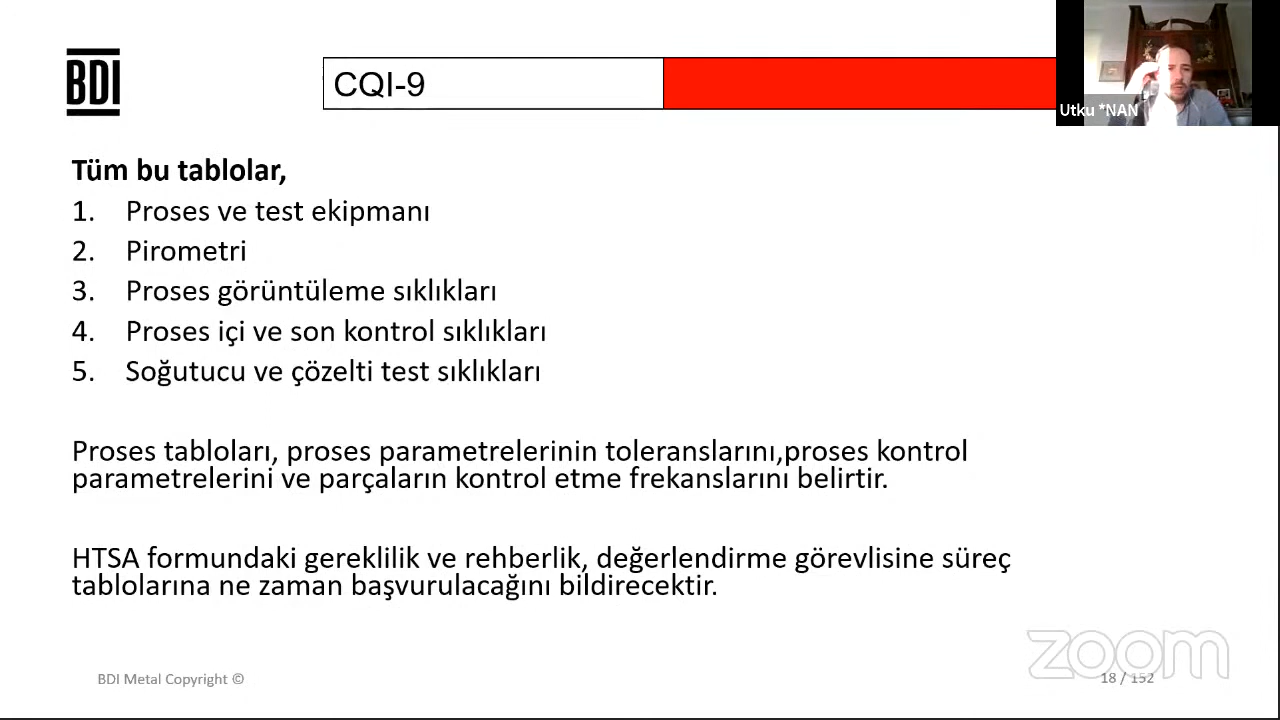 BDI
CQI-9
Utku *NAN
Tüm bu tablolar,
1. Proses ve test ekipmanı
2. Pirometri
3. Proses görüntüleme sıklıkları
4. Proses içi ve son kontrol sıklıkları
5. Soğutucu ve çözelti test sıklıkları
Proses tabloları, proses parametrelerinin toleranslarını,proses kontrol
parametrelerini ve parçaların kontrol etme frekanslarını belirtir.
HTSA formundaki gereklilik ve rehberlik, değerlendirme görevlisine süreç
tablolarına ne zaman başvurulacağını bildirecektir.
zoom
BDI Metal Copyright ©
18 / 152